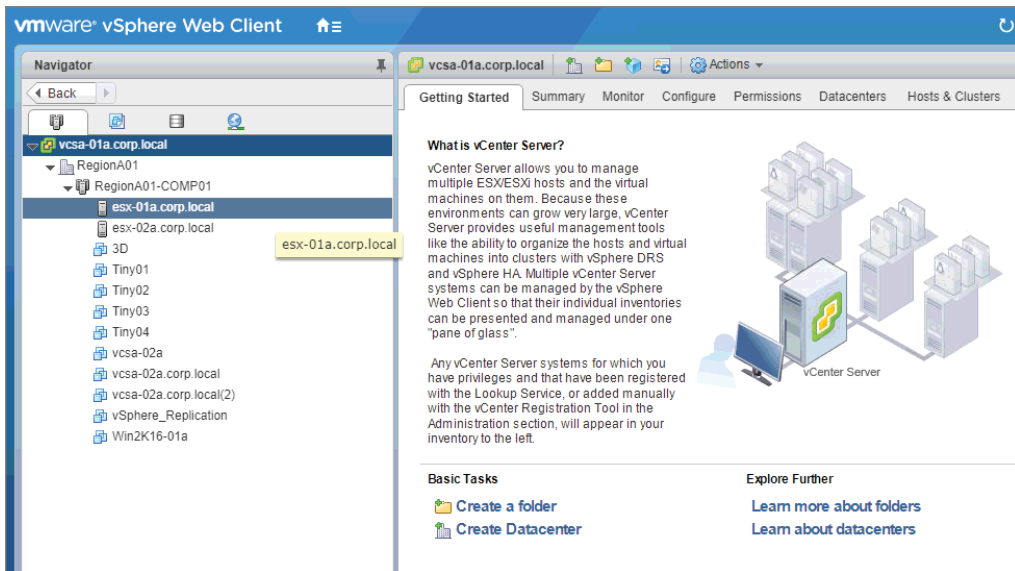 vmware® vSphere Web Client
Navigator
Back
vcsa-01a.corp.local
RegionA01
RegionA01-COMP01
esx-01a.corp.local
esx-02a.corp.local
esx-01a.corp.local
3D
Tiny01
Tiny02
Tiny03
Tiny04
vcsa-02a
vcsa-02a.corp.local
vcsa-02a.corp.local(2)
vSphere_Replication
Win2K16-01a
vcsa-01a.corp.local Actions
Getting Started Summary Monitor Configure Permissions Datacenters Hosts & Clusters
What is vCenter Server?
vCenter Server allows you to manage
multiple ESX/ESXi hosts and the virtual
machines on them. Because these
environments can grow very large, vCenter
Server provides useful management tools
like the ability to organize the hosts and virtual
machines into clusters with vSphere DRS
and vSphere HA. Multiple vCenter Server
systems can be managed by the vSphere
Web Client so that their individual inventories
can be presented and managed under one
"pane of glass".
Any vCenter Server systems for which you
have privileges and that have been registered
with the Lookup Service, or added manually
with the vCenter Registration Tool in the
Administration section, will appear in your
inventory to the left.
vCenter Server
Basic Tasks
Create a folder
Create Datacenter
Explore Further
Learn more about folders
Learn about datacenters